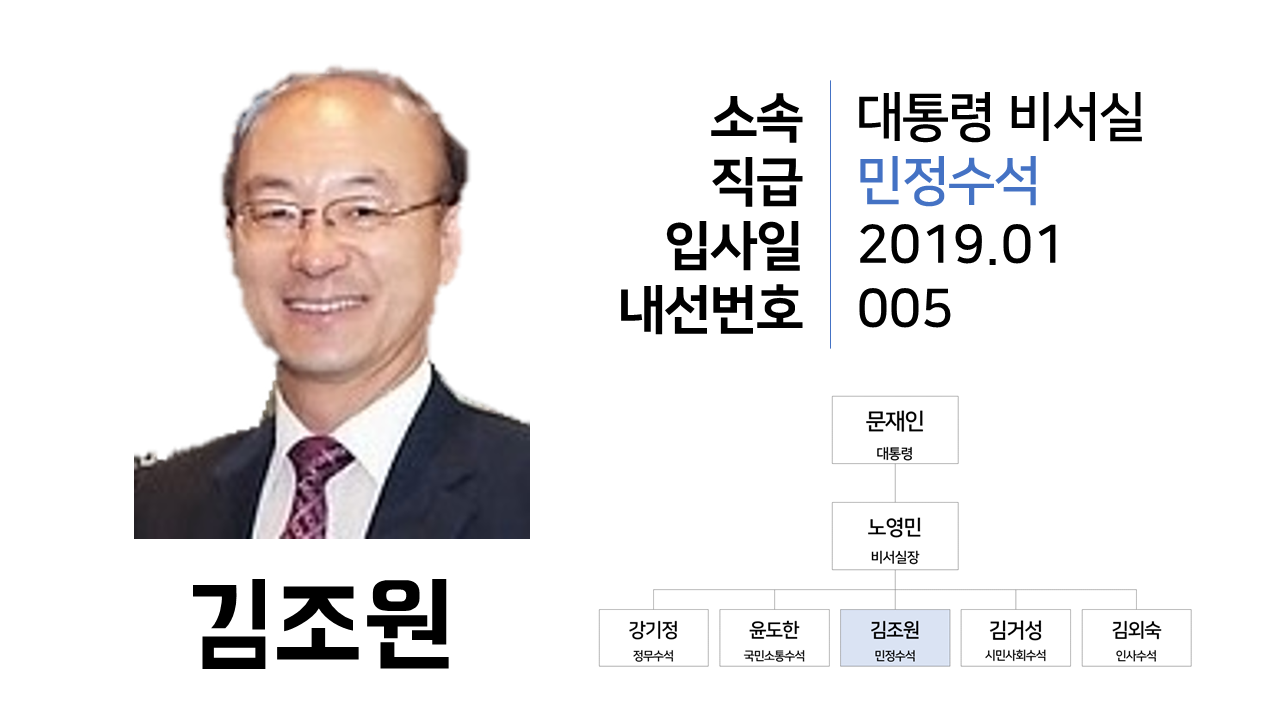 소속 대통령 비서실
직급 민정수석
입사일 2019.01
내선번호 005
김조원
문재인
대통령
노영민
비서실장
강기정
정무수석
윤도한
국민소통수석
김조원
민정수석
김거성
시민사회수석
김외숙
인사수석